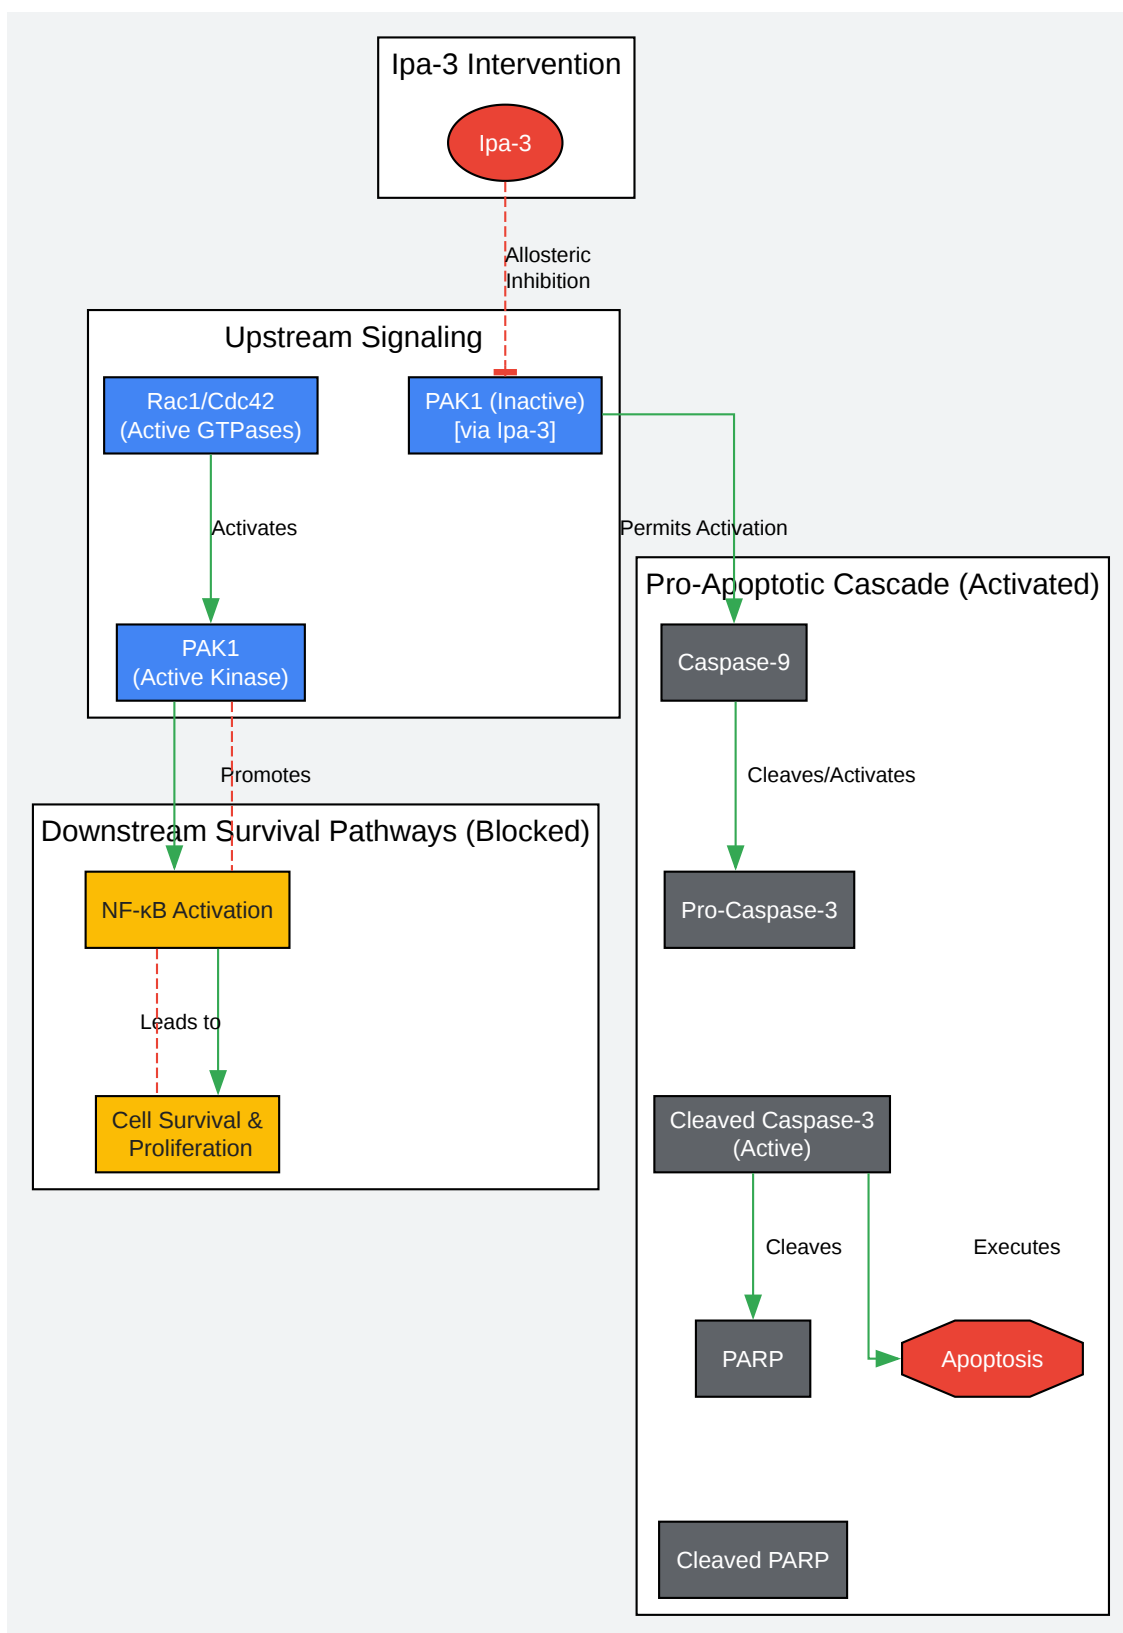 Ipa-3 Intervention
Ipa-3
Allosteric
Inhibition
Upstream Signaling
Rac1/Cdc42
(Active GTPases)
PAK1 (Inactive)
[via Ipa-3]
Activates
Permits Activation
PAK1
(Active Kinase)
Promotes
Downstream Survival Pathways (Blocked)
NF-κB Activation
Leads to
Cell Survival &
Proliferation
Pro-Apoptotic Cascade (Activated)
Caspase-9
Cleaves/Activates
Pro-Caspase-3
Cleaved Caspase-3
(Active)
Cleaves
Executes
PARP
Apoptosis
Cleaved PARP